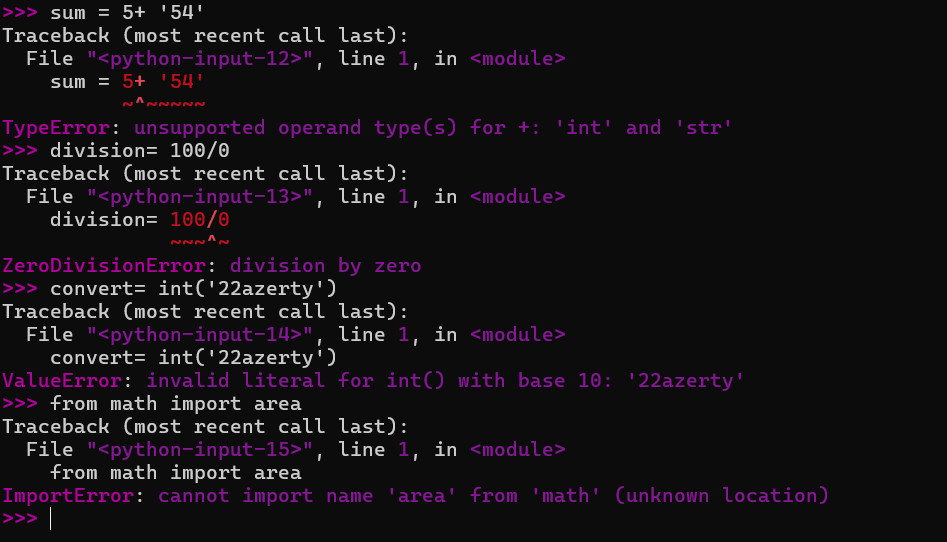 >>> sum = 5+ '54'
Traceback (most recent call last):
  File "<python-input-12>", line 1, in <module>
    sum = 5+ '54'
          ~^~~~~~
TypeError: unsupported operand type(s) for +: 'int' and 'str'
>>> division= 100/0
Traceback (most recent call last):
  File "<python-input-13>", line 1, in <module>
    division= 100/0
              ~~~^~
ZeroDivisionError: division by zero
>>> convert= int('22azerty')
Traceback (most recent call last):
  File "<python-input-14>", line 1, in <module>
    convert= int('22azerty')
ValueError: invalid literal for int() with base 10: '22azerty'
>>> from math import area
Traceback (most recent call last):
  File "<python-input-15>", line 1, in <module>
    from math import area
ImportError: cannot import name 'area' from 'math' (unknown location)
>>>